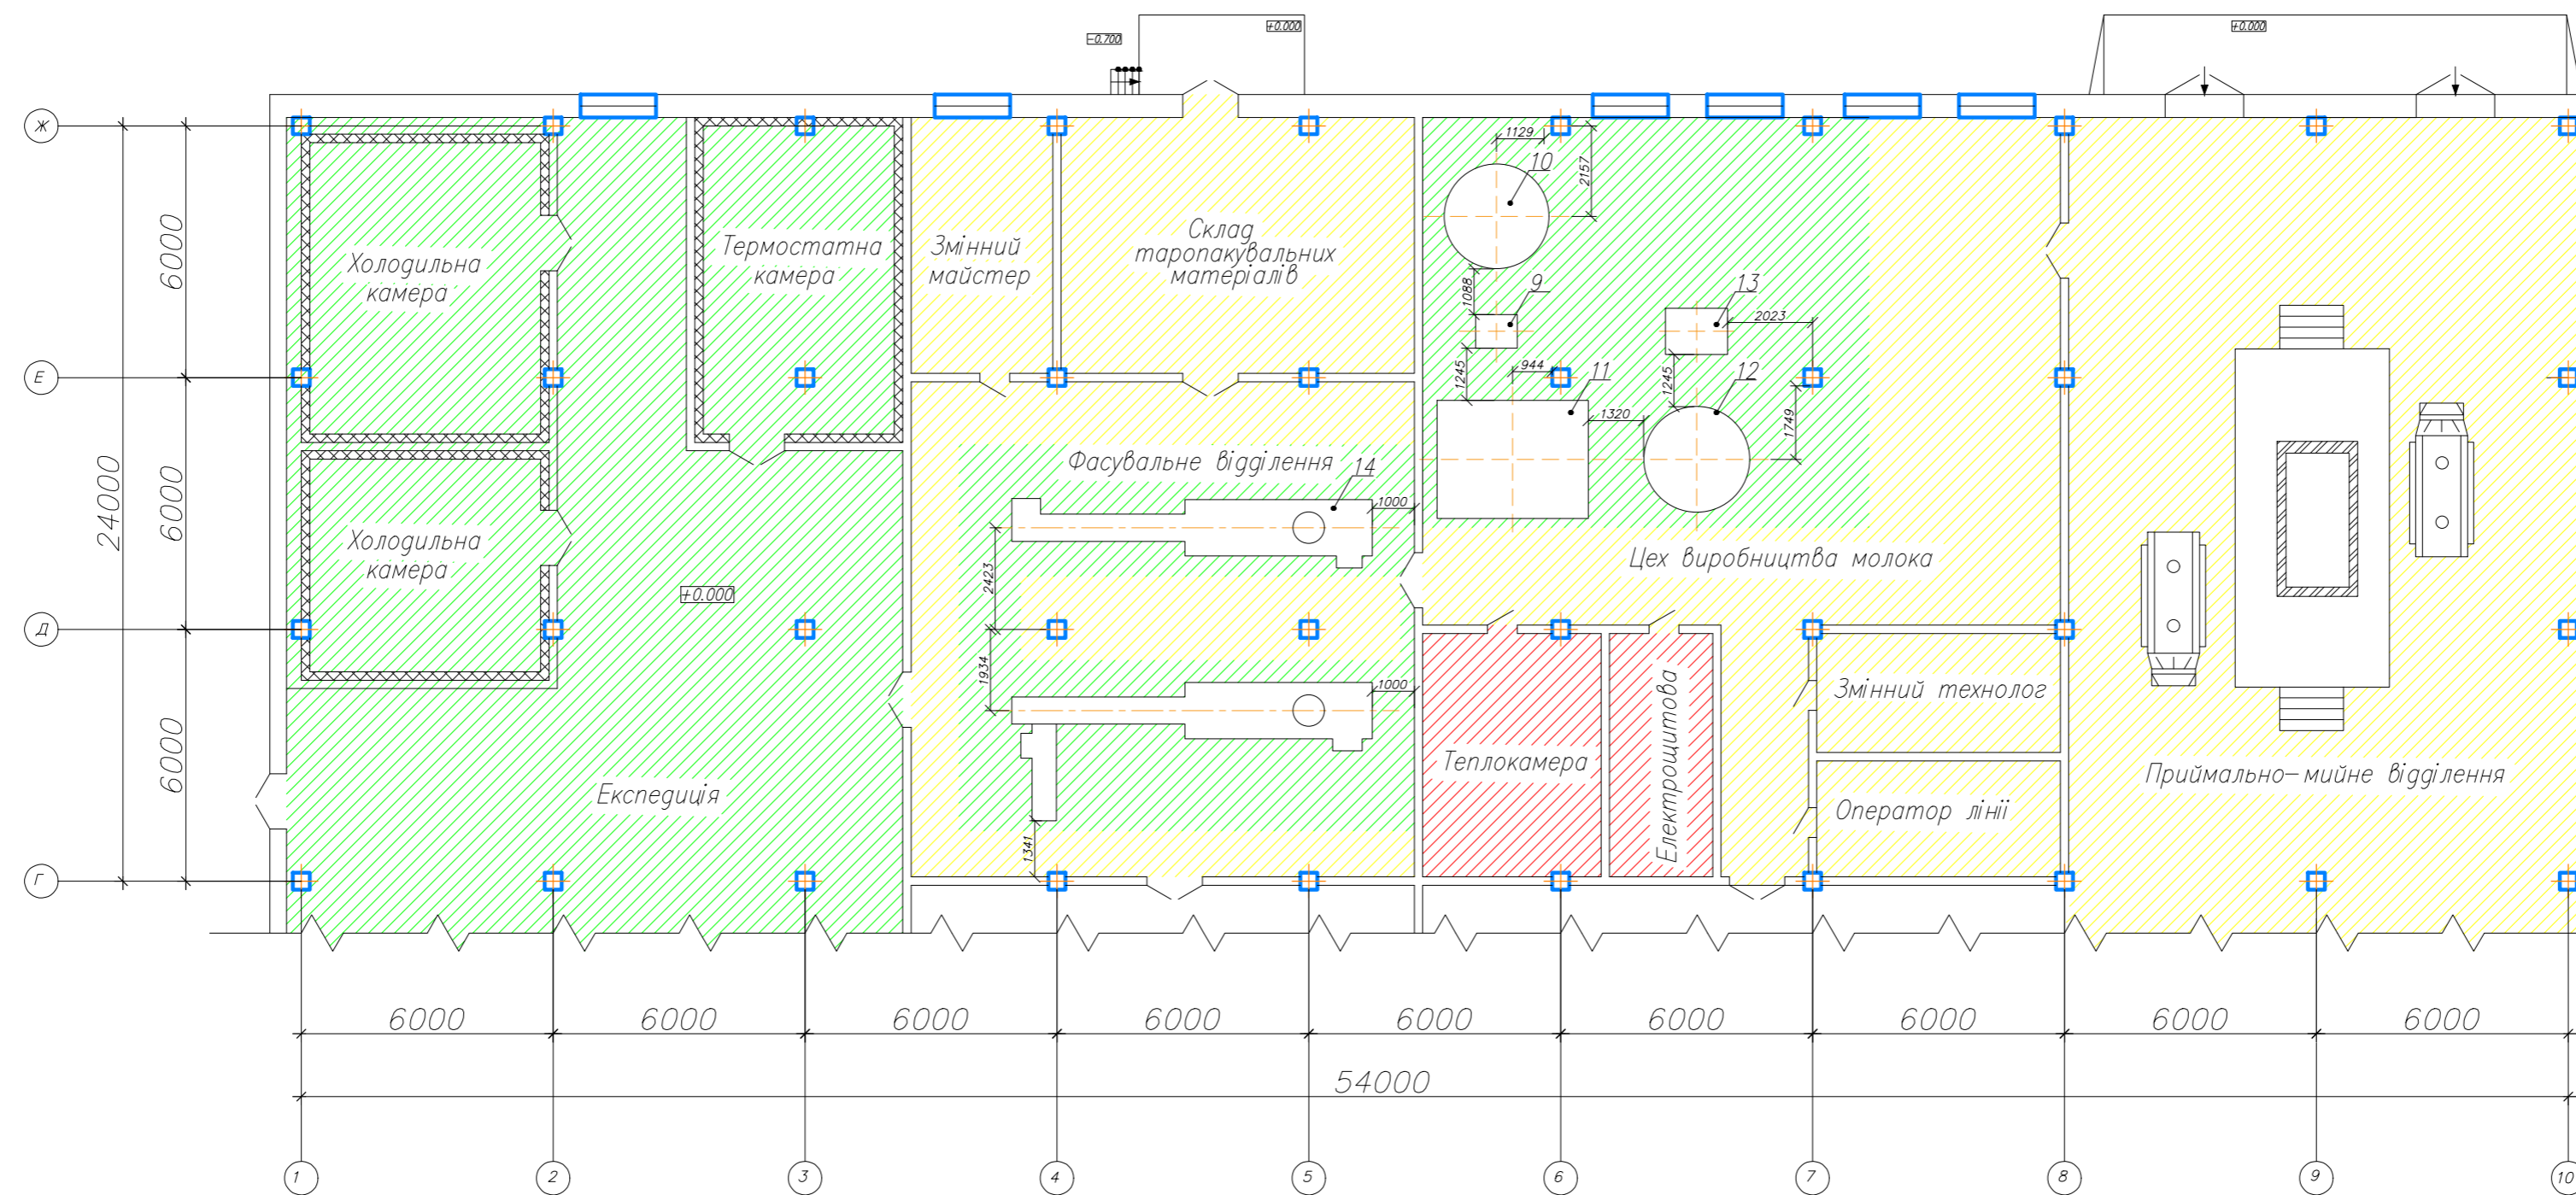 -0.700
+0.000
+0.000
Ж
Е
Д
Г
24000
6000
6000
6000
Холодильна
камера
Термостатна
камера
Змінний
майстер
Склад
таропакувальних
матеріалів
1129
10
2157
1088
9
13
2023
1245
944
11
1245
12
1320
1749
Фасувальне відділення
14
1000
Холодильна
камера
+0.000
2423
Цех виробництва молока
1934
1000
Змінний технолог
Теплокамера
Електрощитова
Приймально-мийне відділення
Експедиція
Оператор лінії
1341
6000
6000
6000
6000
6000
6000
6000
6000
6000
54000
1
2
3
4
5
6
7
8
9
10